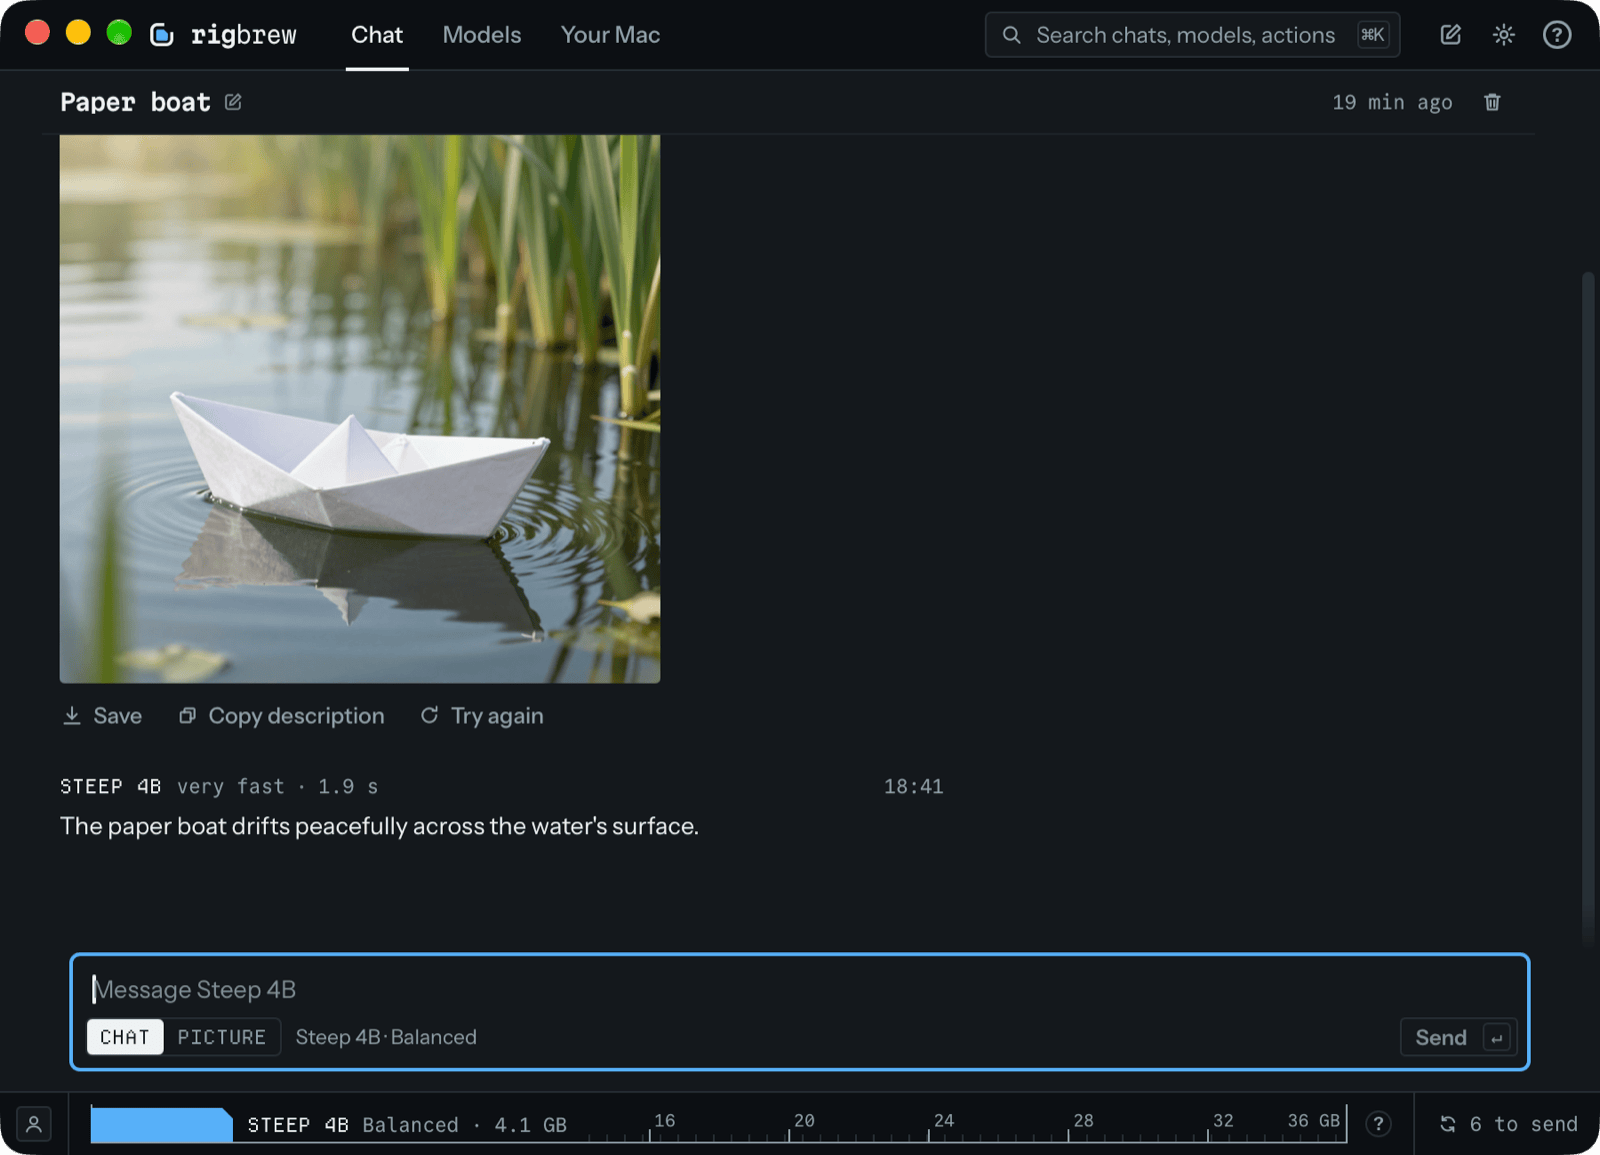 rigbrew Chat Models Your Mac Search chats, models, actions ⌘K ?
Paper boat 19 min ago
Save Copy description Try again
STEEP 4B very fast · 1.9 s 18:41
The paper boat drifts peacefully across the water's surface.
Message Steep 4B
CHAT PICTURE Steep 4B · Balanced Send ↵
STEEP 4B Balanced · 4.1 GB 16 20 24 28 32 36 GB ? 6 to send